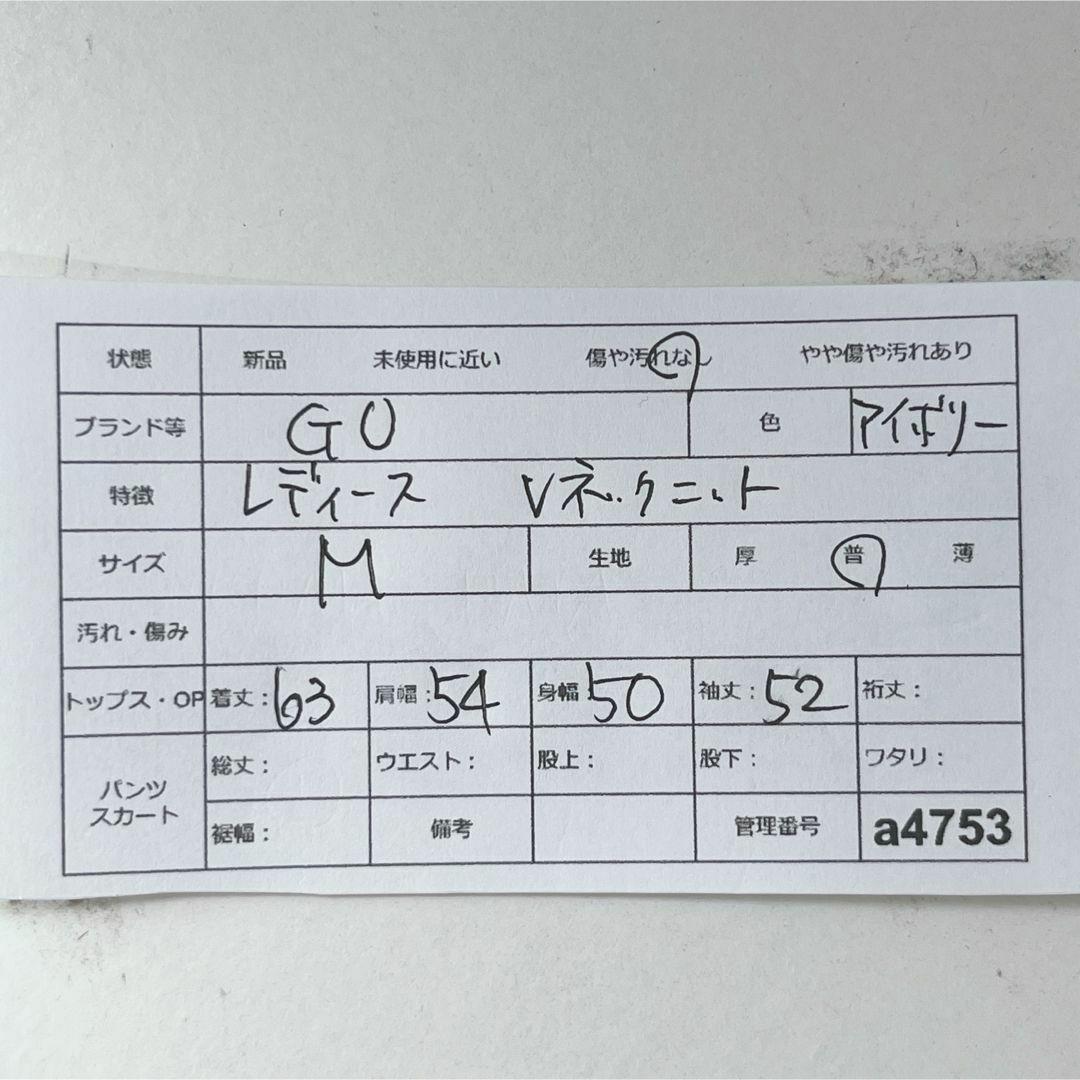 状態 新品 未使用に近い 傷や汚れなし やや傷や汚れあり
ブランド等 GU 色 アイボリー
特徴 レディース Vネックニット
サイズ M 生地 厚 普 薄
汚れ・傷み
トップス・OP 着丈：63 肩幅：54 身幅：50 袖丈：52 裄丈：
パンツ
スカート
総丈： ウエスト： 股上： 股下： ワタリ：
裾幅： 備考 管理番号 a4753